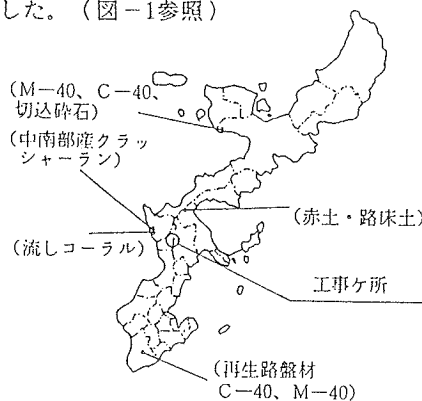 した。（図－1参照）
（M－40、C－40、
切込砕石）
（中南部産クラッ
シャーラン）
（流しコーラル）
（赤土・路床土）
工事ケ所
（再生路盤材
C－40、M－40）